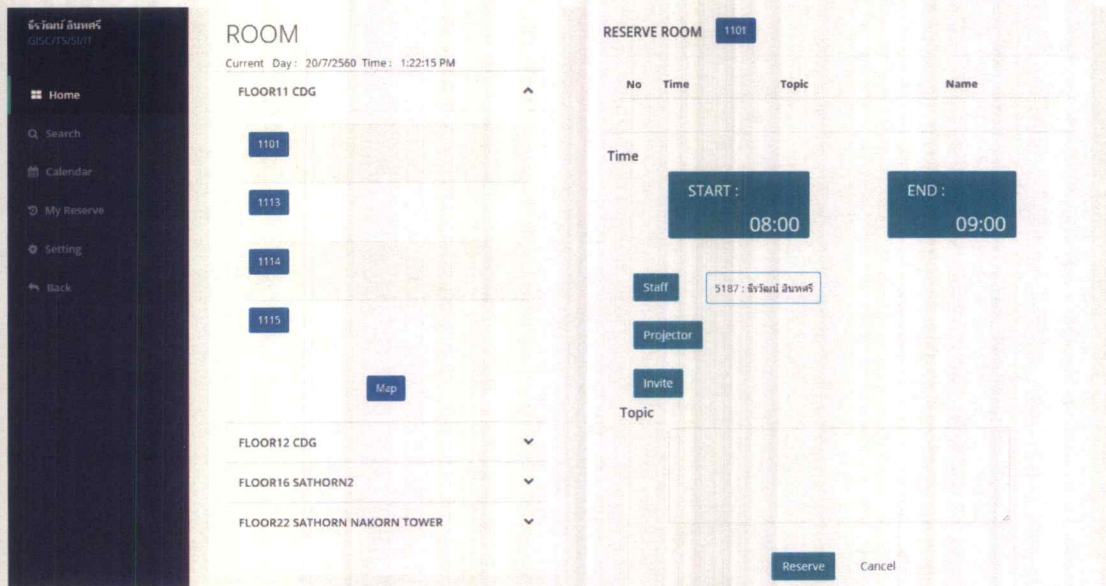 ธีรวัฒน์ อินทศรี
GISC/TS/SI/IT
Home
Search
Calendar
My Reserve
Setting
Back
ROOM
Current Day : 20/7/2560 Time : 1:22:15 PM
FLOOR11 CDG
1101
1113
1114
1115
Map
FLOOR12 CDG
FLOOR16 SATHORN2
FLOOR22 SATHORN NAKORN TOWER
RESERVE ROOM 1101
No Time Topic Name
Time
START :
08:00
END :
09:00
Staff
5187 : ธีรวัฒน์ อินทศรี
Projector
Invite
Topic
Reserve Cancel